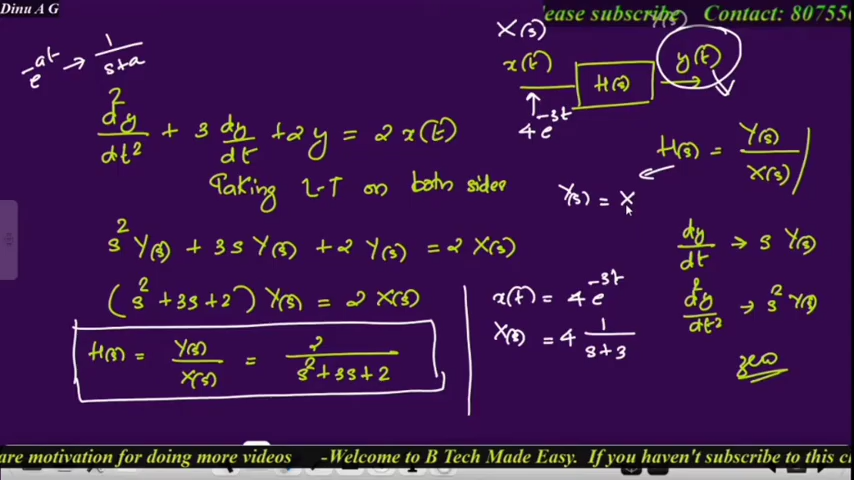 Dinu A G
ease subscribe Contact: 80755
e^-at → 1/(s+a)
X(s)
x(t)
H(s)
y(t)
4e^-3t
d²y/dt² + 3 dy/dt + 2y = 2x(t)
Taking L-T on both sides
s²Y(s) + 3s Y(s) + 2 Y(s) = 2 X(s)
(s² + 3s + 2) Y(s) = 2 X(s)
H(s) = Y(s)/X(s) = 2/(s² + 3s + 2)
H(s) = Y(s)/X(s)
Y(s) = X
x(t) = 4e^-3t
X(s) = 4 1/(s+3)
dy/dt → s Y(s)
d²y/dt² → s² Y(s)
zero
are motivation for doing more videos -Welcome to B Tech Made Easy. If you haven't subscribe to this c